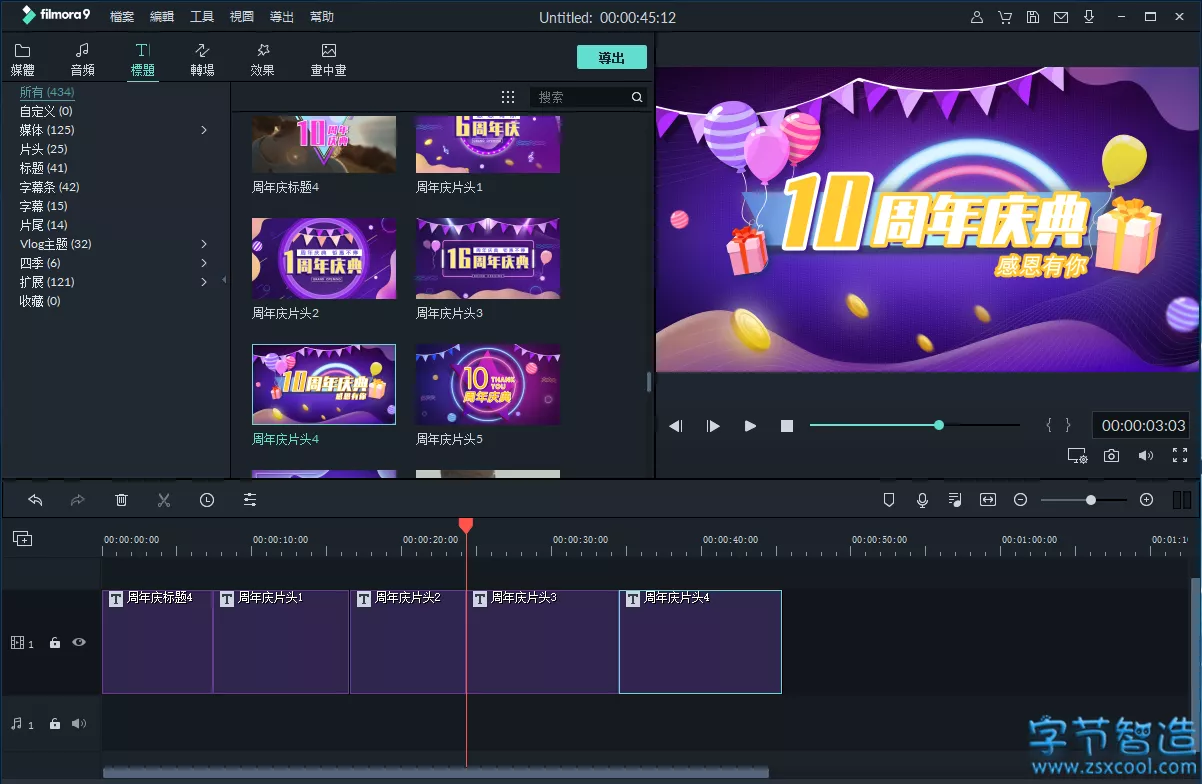 filmora9 檔案 編輯 工具 視圖 導出 幫助 Untitled: 00:00:45:12
媒體 音頻 標題 轉場 效果 畫中畫 導出
所有 (434)
搜索
自定义 (0)
媒体 (125)
片头 (25)
标题 (41)
字幕条 (42)
字幕 (15)
片尾 (14)
Vlog主题 (32)
四季 (6)
扩展 (121)
收藏 (0)
10周年庆典
周年庆标题4
6周年庆
周年庆片头1
1周年庆典
周年庆片头2
16周年庆典
周年庆片头3
10周年庆典
感恩有你
周年庆片头4
10 THANK YOU
周年庆典
周年庆片头5
10周年庆典
感恩有你
{ } 00:00:03:03
00:00:00:00 00:00:10:00 00:00:20:00 00:00:30:00 00:00:40:00 00:00:50:00 00:01:00:00 00:01:1
T 周年庆标题4 T 周年庆片头1 T 周年庆片头2 T 周年庆片头3 T 周年庆片头4
1
1
字节智造
www.zsxcool.com